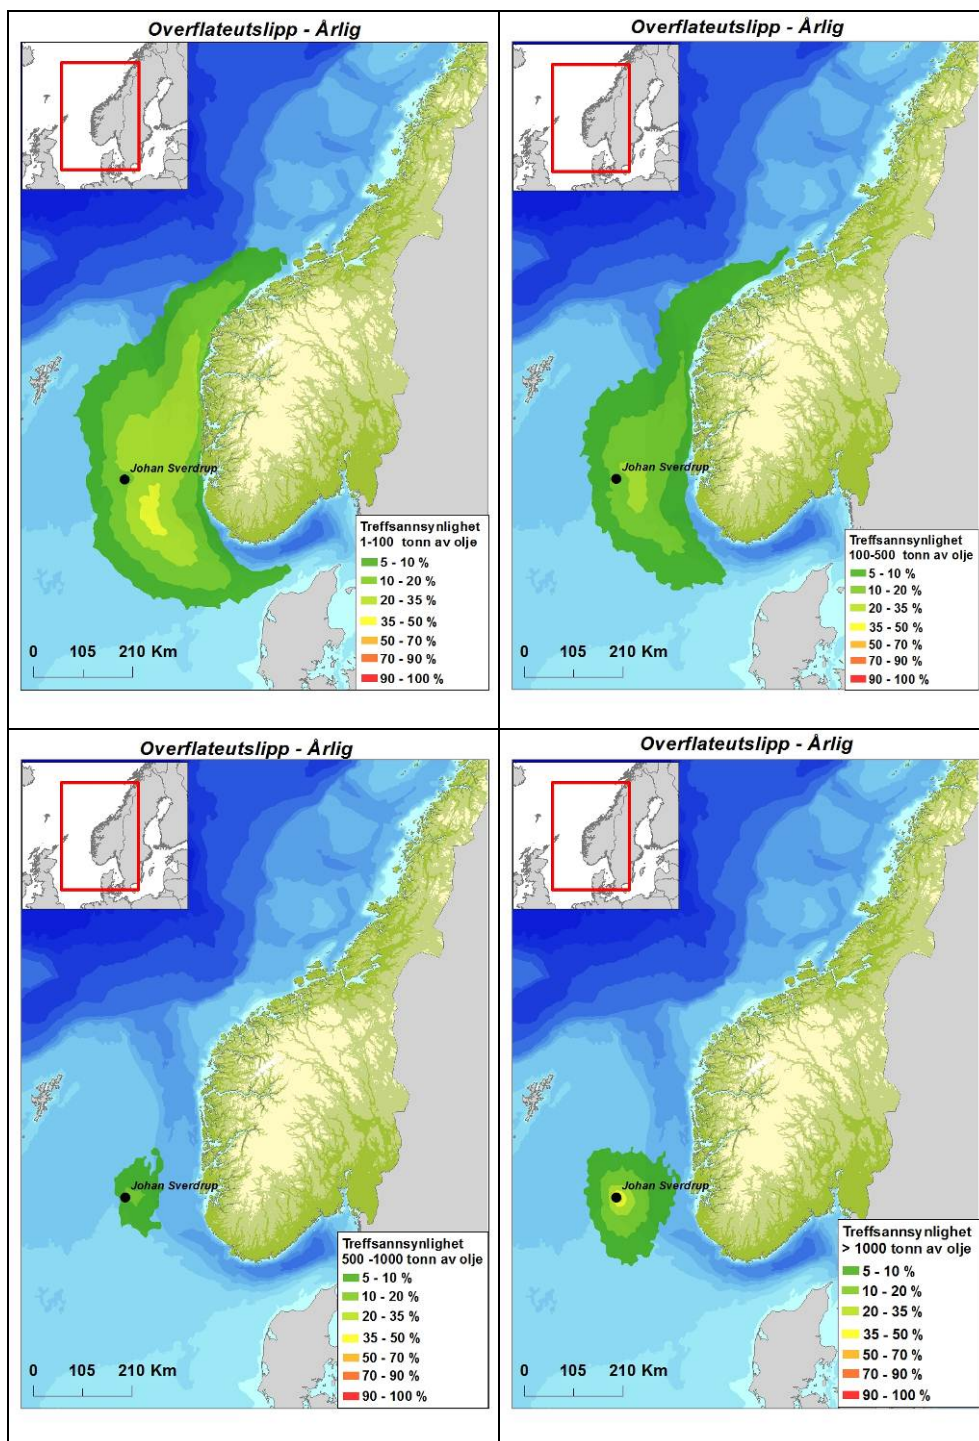 Overflateutslipp - Årlig
Johan Sverdrup
Treffsannsynlighet
1-100 tonn av olje
5 - 10 %
10 - 20 %
20 - 35 %
35 - 50 %
50 - 70 %
70 - 90 %
90 - 100 %
0 105 210 Km
Overflateutslipp - Årlig
Johan Sverdrup
Treffsannsynlighet
100-500 tonn av olje
5 - 10 %
10 - 20 %
20 - 35 %
35 - 50 %
50 - 70 %
70 - 90 %
90 - 100 %
0 105 210 Km
Overflateutslipp - Årlig
Johan Sverdrup
Treffsannsynlighet
500 -1000 tonn av olje
5 - 10 %
10 - 20 %
20 - 35 %
35 - 50 %
50 - 70 %
70 - 90 %
90 - 100 %
0 105 210 Km
Overflateutslipp - Årlig
Johan Sverdrup
Treffsannsynlighet
> 1000 tonn av olje
5 - 10 %
10 - 20 %
20 - 35 %
35 - 50 %
50 - 70 %
70 - 90 %
90 - 100 %
0 105 210 Km